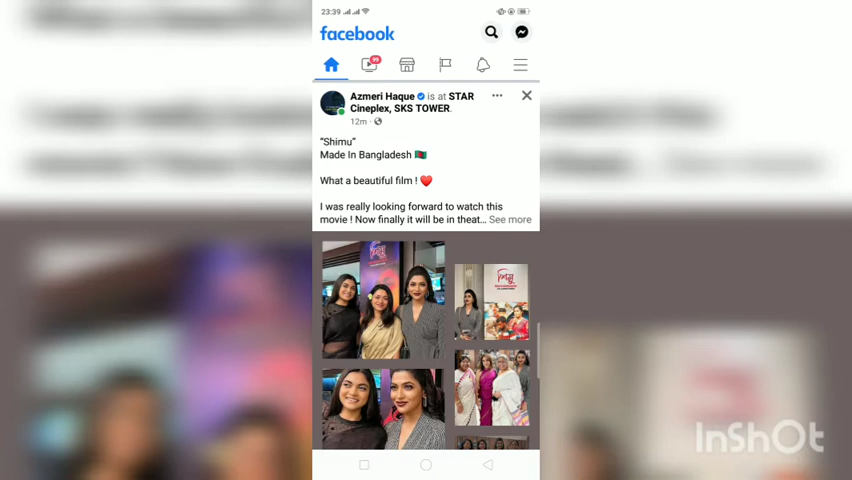 23:39
facebook
99
Azmeri Haque is at STAR
Cineplex, SKS TOWER.
12m
“Shimu”
Made In Bangladesh 🇧🇩
What a beautiful film ! ❤️
I was really looking forward to watch this
movie ! Now finally it will be in theat... See more
শিমু
শিমু
InShOt